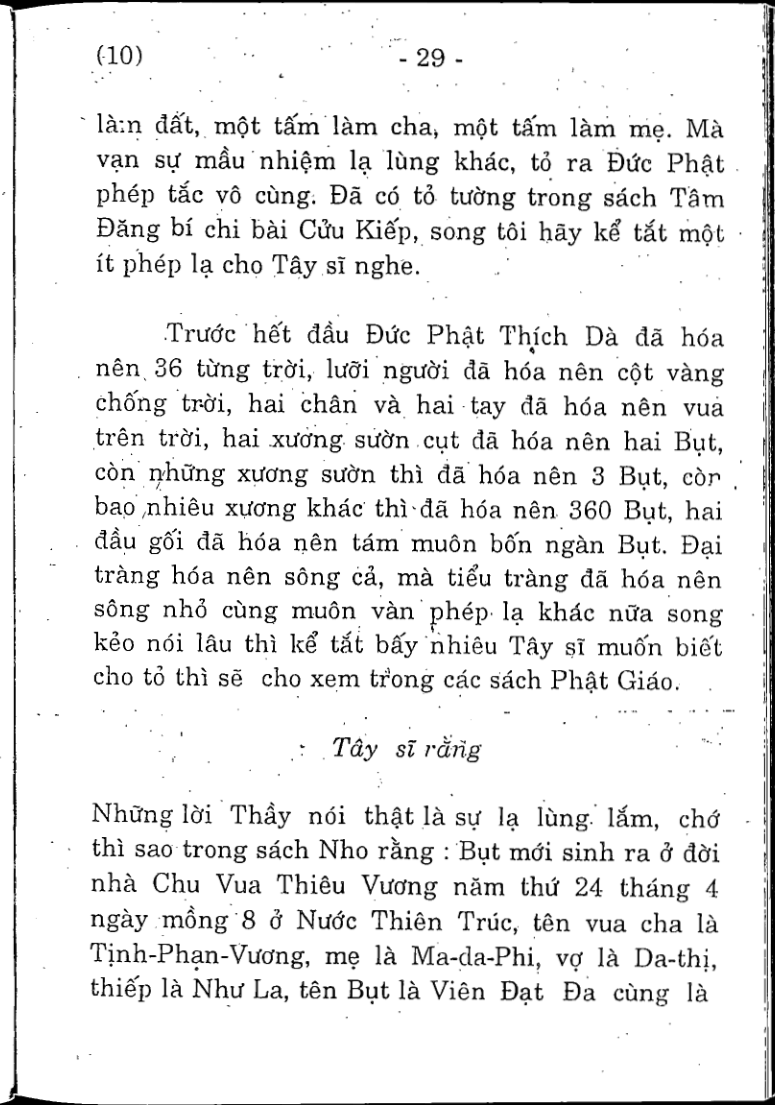 (10) - 29 -
làm đất, một tấm làm cha, một tấm làm mẹ. Mà
vạn sự mầu nhiệm lạ lùng khác, tỏ ra Đức Phật
phép tắc vô cùng. Đã có tỏ tường trong sách Tâm
Đăng bí chi bài Cửu Kiếp, song tôi hãy kể tắt một
ít phép lạ cho Tây sĩ nghe.
Trước hết đầu Đức Phật Thích Dà đã hóa
nên 36 từng trời, lưỡi người đã hóa nên cột vàng
chống trời, hai chân và hai tay đã hóa nên vua
trên trời, hai xương sườn cụt đã hóa nên hai Bụt,
còn những xương sườn thì đã hóa nên 3 Bụt, còn
bao nhiêu xương khác thì đã hóa nên 360 Bụt, hai
đầu gối đã hóa nên tám muôn bốn ngàn Bụt. Đại
tràng hóa nên sông cả, mà tiểu tràng đã hóa nên
sông nhỏ cùng muôn vàn phép lạ khác nữa song
kẻo nói lâu thì kể tắt bấy nhiêu Tây sĩ muốn biết
cho tỏ thì sẽ cho xem trong các sách Phật Giáo.
: Tây sĩ rằng
Những lời Thầy nói thật là sự lạ lùng lắm, chớ
thì sao trong sách Nho rằng : Bụt mới sinh ra ở đời
nhà Chu Vua Thiêu Vương năm thứ 24 tháng 4
ngày mồng 8 ở Nước Thiên Trúc, tên vua cha là
Tịnh-Phạn-Vương, mẹ là Ma-da-Phi, vợ là Da-thị,
thiếp là Như La, tên Bụt là Viên Đạt Đa cùng là